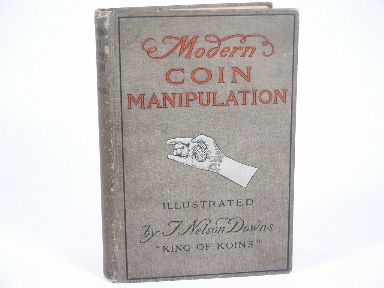 Modern
COIN
MANIPULATION
ILLUSTRATED
by T. Nelson Downs
"KING OF KOINS"